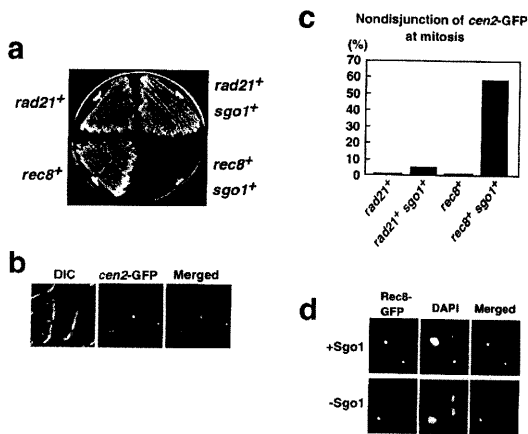 a
rad21+
rad21+
sgo1+
rec8+
rec8+
sgo1+
b
DIC
cen2-GFP
Merged
c
Nondisjunction of cen2-GFP
at mitosis
(%)
70
60
50
40
30
20
10
0
rad21+
rad21+ sgo1+
rec8+
rec8+ sgo1+
d
Rec8-
GFP
DAPI
Merged
+Sgo1
-Sgo1